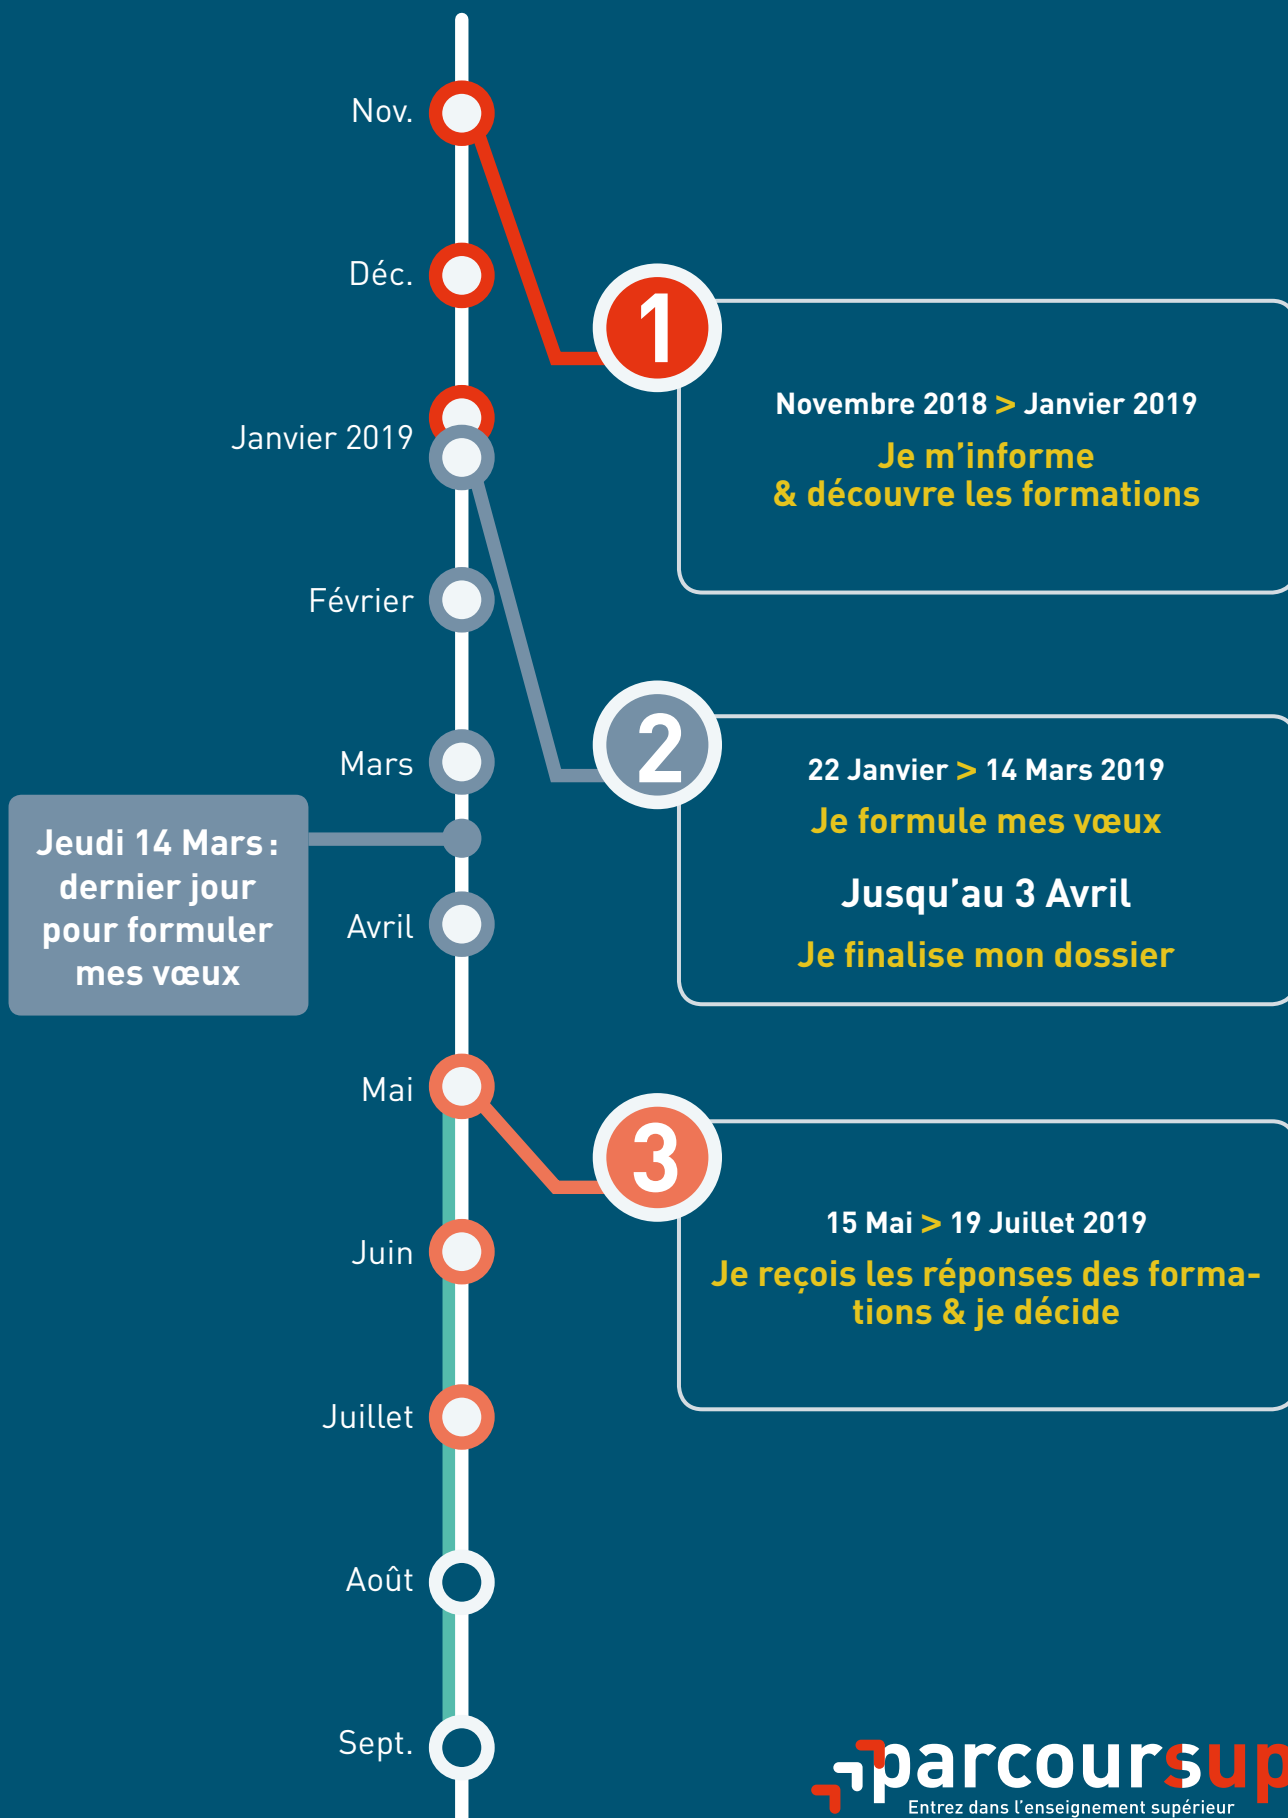 Nov.
Déc.
1
Novembre 2018 > Janvier 2019
Je m'informe
& découvre les formations
Janvier 2019
Février
2
22 Janvier > 14 Mars 2019
Je formule mes vœux
Jusqu'au 3 Avril
Je finalise mon dossier
Mars
Jeudi 14 Mars :
dernier jour
pour formuler
mes vœux
Avril
Mai
3
15 Mai > 19 Juillet 2019
Je reçois les réponses des forma-
tions & je décide
Juin
Juillet
Août
Sept.
parcoursup
Entrez dans l'enseignement supérieur